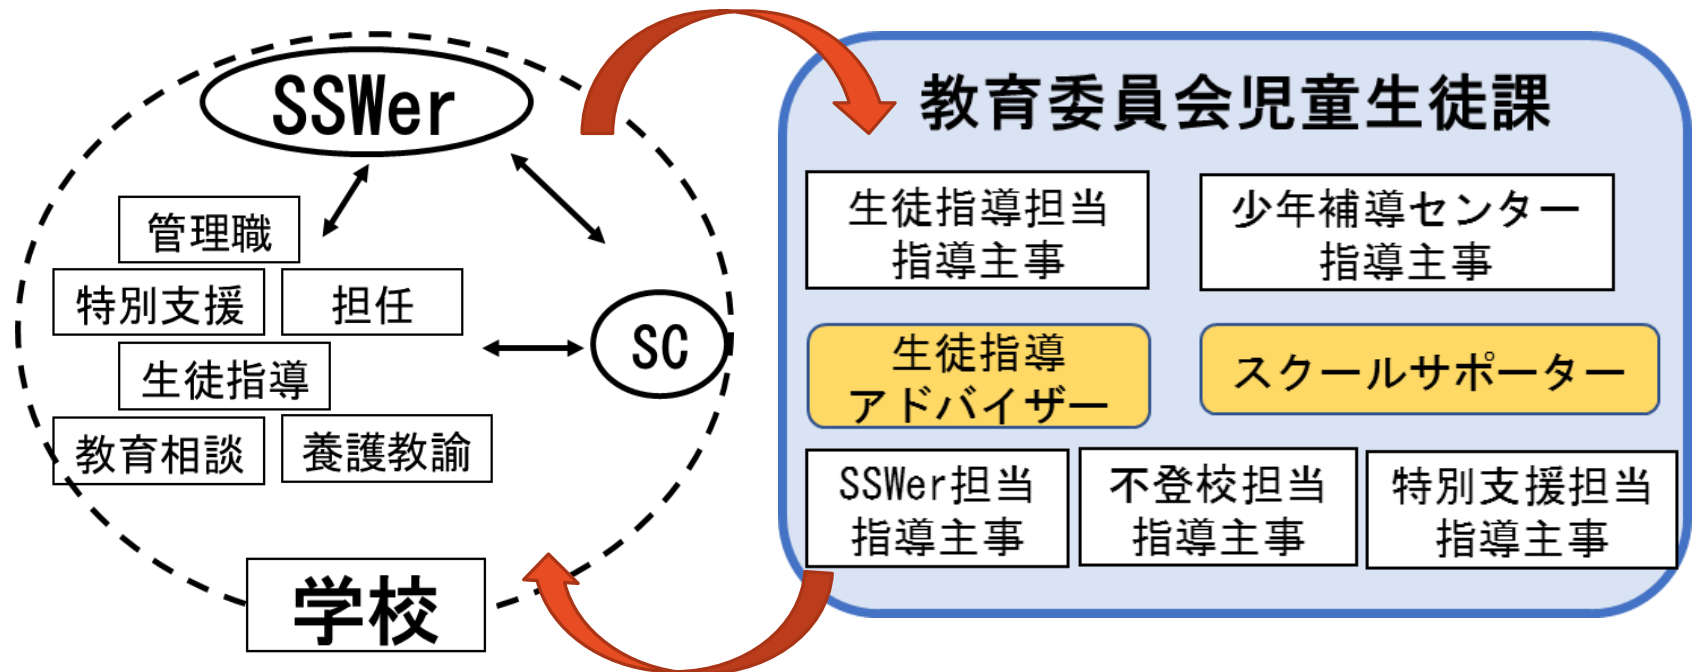 SSWer
管理職
特別支援
担任
生徒指導
教育相談
養護教諭
SC
学校
教育委員会児童生徒課
生徒指導担当
指導主事
少年補導センター
指導主事
生徒指導
アドバイザー
スクールサポーター
SSWer担当
指導主事
不登校担当
指導主事
特別支援担当
指導主事